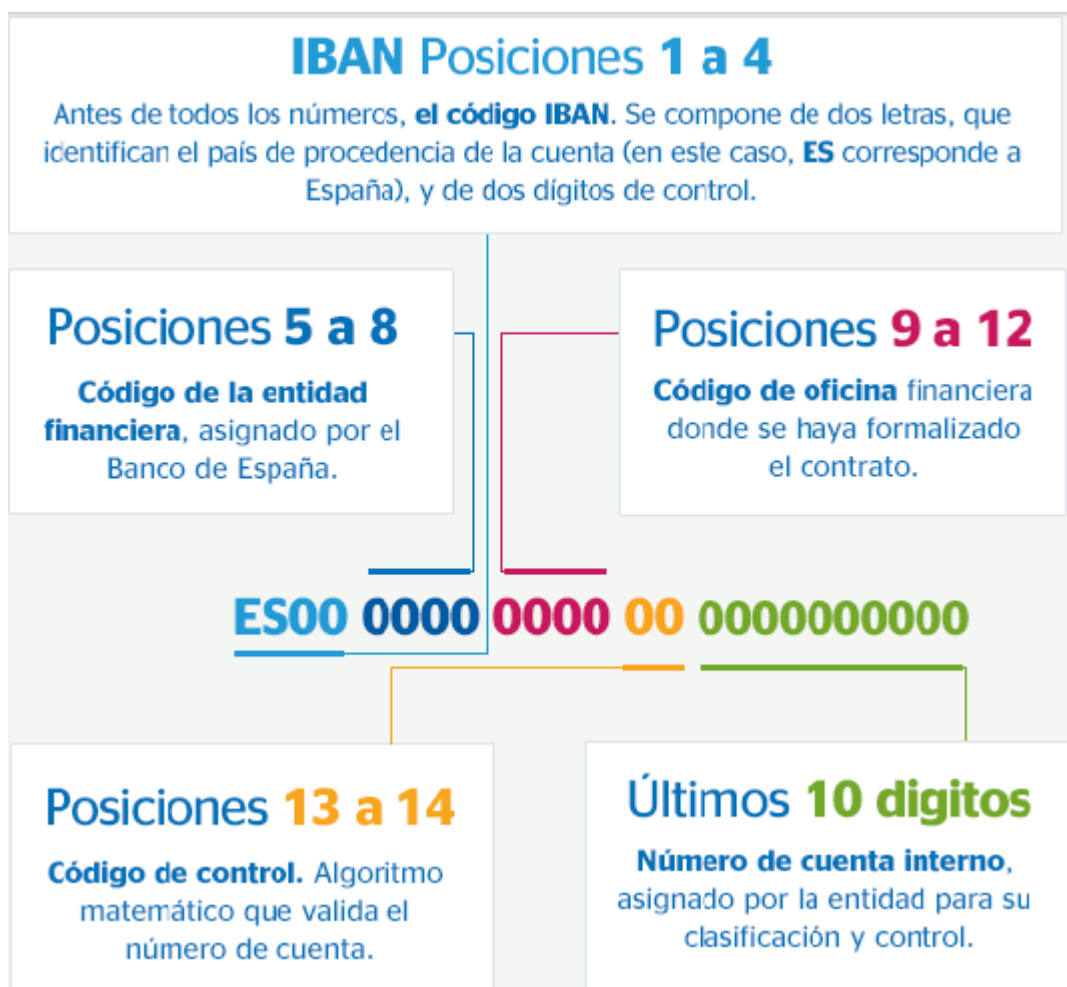 IBAN Posiciones 1 a 4
Antes de todos los números, el código IBAN. Se compone de dos letras, que
identifican el país de procedencia de la cuenta (en este caso, ES corresponde a
España), y de dos dígitos de control.
Posiciones 5 a 8
Código de la entidad
financiera, asignado por el
Banco de España.
Posiciones 9 a 12
Código de oficina financiera
donde se haya formalizado
el contrato.
ES00 0000 0000 00 0000000000
Posiciones 13 a 14
Código de control. Algoritmo
matemático que valida el
número de cuenta.
Últimos 10 digitos
Número de cuenta interno,
asignado por la entidad para su
clasificación y control.